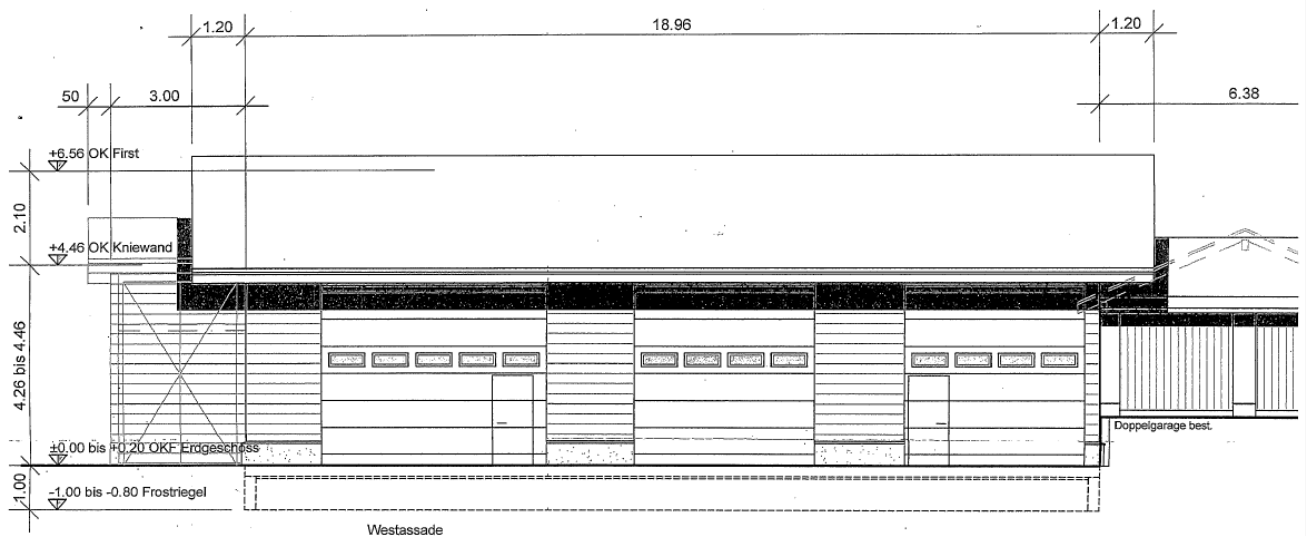 1.20
18.96
1.20
50
3.00
6.38
+6.56 OK First
2.10
+4.46 OK Kniewand
4.26 bis 4.46
±0.00 bis +0.20 OKF Erdgeschoss
Doppelgarage best.
1.00
-1.00 bis -0.80 Frostriegel
Westassade